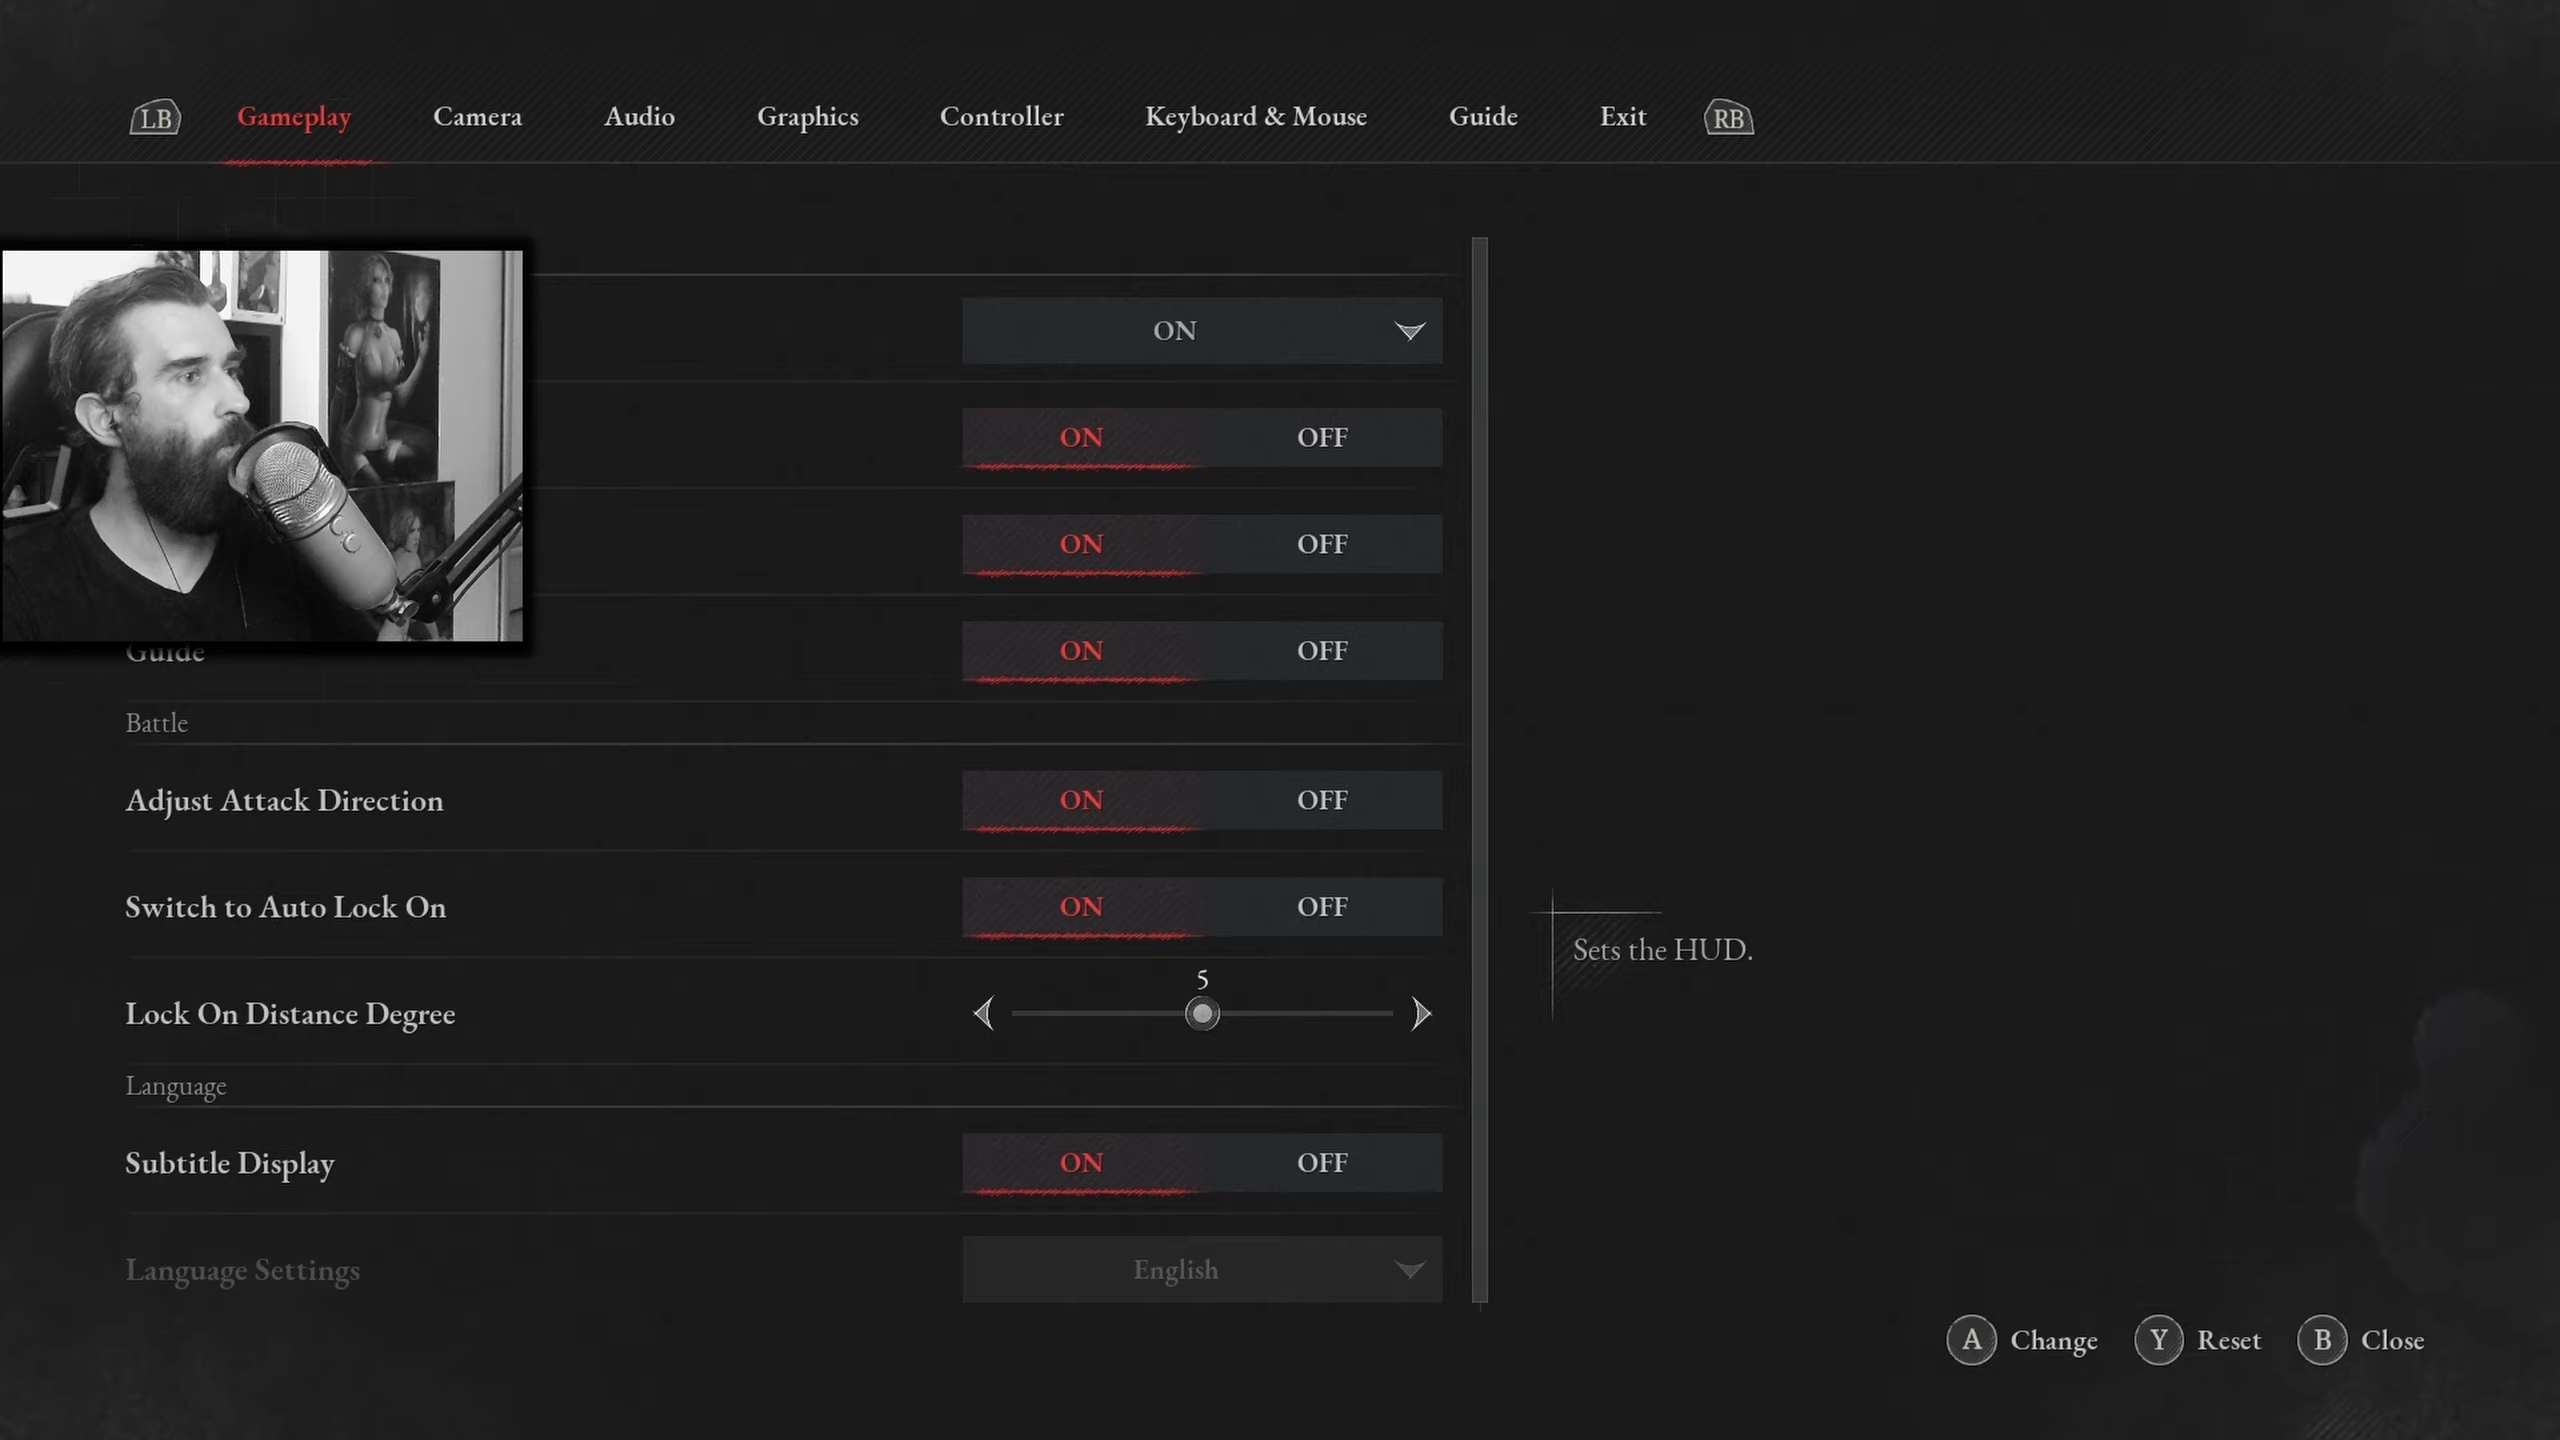 LB Gameplay Camera Audio Graphics Controller Keyboard & Mouse Guide Exit RB
ON
ON OFF
ON OFF
Guide ON OFF
Battle
Adjust Attack Direction ON OFF
Switch to Auto Lock On ON OFF
5
Lock On Distance Degree
Sets the HUD.
Language
Subtitle Display ON OFF
Language Settings English
A Change Y Reset B Close